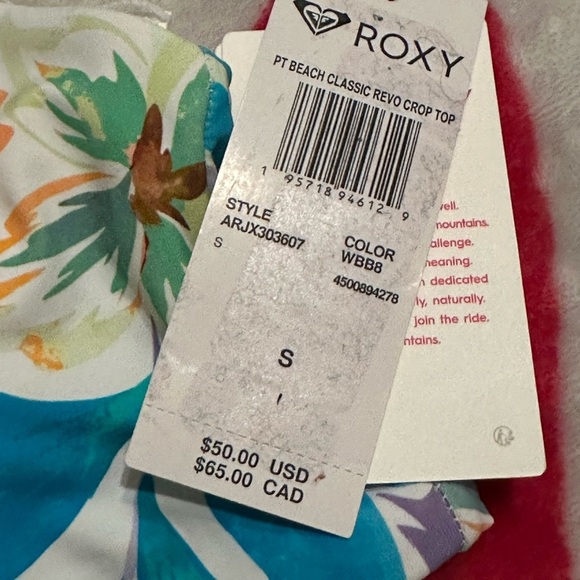 ROXY
PT BEACH CLASSIC REVO CROP TOP
1 95718 94612 9
STYLE
ARJX303607
S
COLOR
WBB8
4500894278
S
$50.00 USD
$65.00 CAD
well.
mountains.
allenge.
meaning.
dedicated
ly, naturally.
join the ride.
ntains.